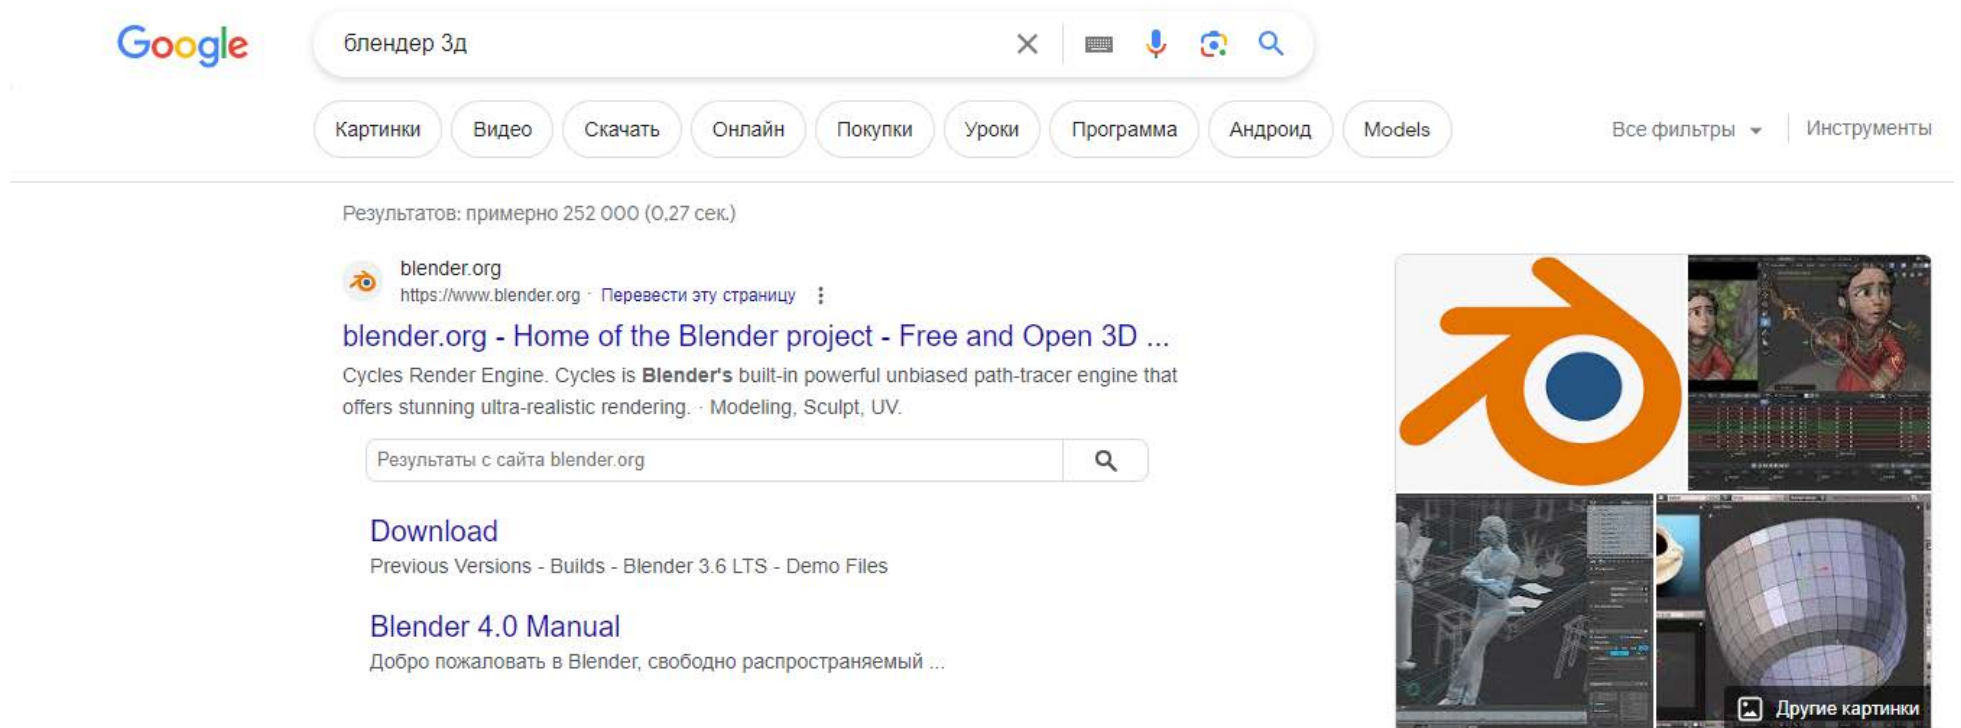 Google
блендер 3д
Картинки
Видео
Скачать
Онлайн
Покупки
Уроки
Программа
Андроид
Models
Все фильтры
Инструменты
Результатов: примерно 252 000 (0,27 сек.)
blender.org
https://www.blender.org · Перевести эту страницу
blender.org - Home of the Blender project - Free and Open 3D ...
Cycles Render Engine. Cycles is Blender's built-in powerful unbiased path-tracer engine that
offers stunning ultra-realistic rendering. · Modeling, Sculpt, UV.
Результаты с сайта blender.org
Download
Previous Versions - Builds - Blender 3.6 LTS - Demo Files
Blender 4.0 Manual
Добро пожаловать в Blender, свободно распространяемый ...
Другие картинки